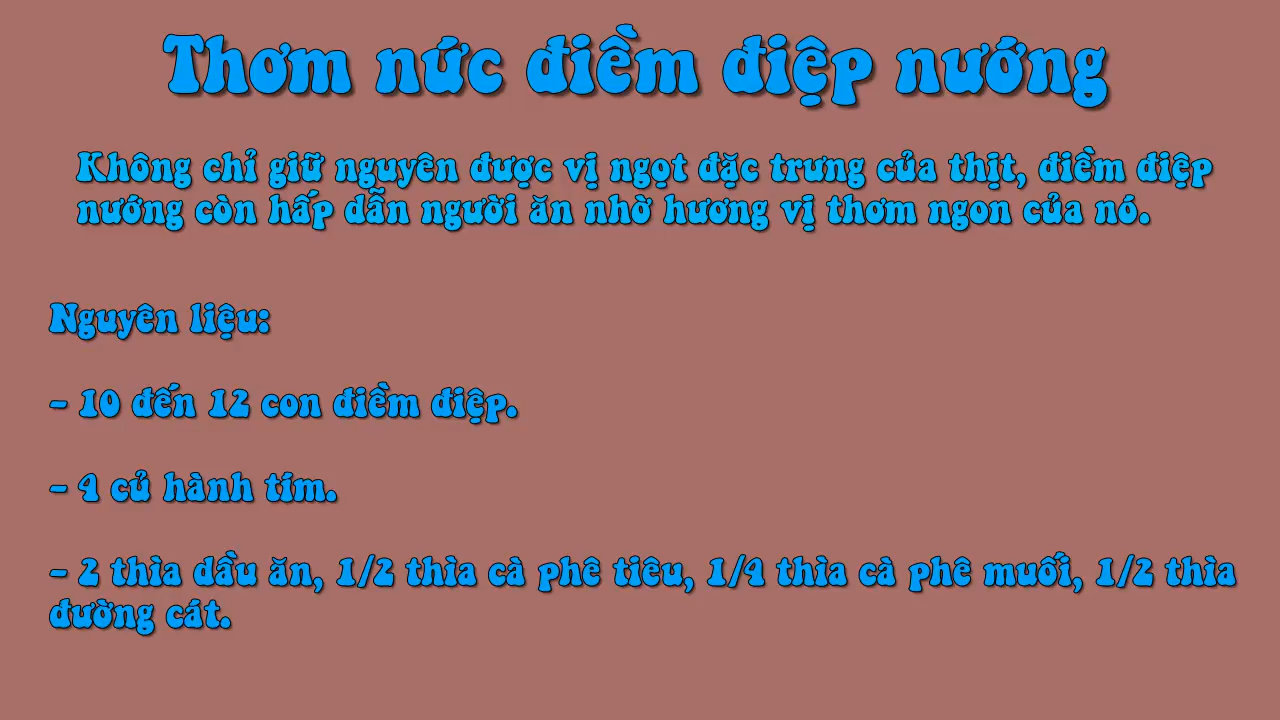 Thơm nức điềm điệp nướng
Không chỉ giữ nguyên được vị ngọt đặc trưng của thịt, điềm điệp
nướng còn hấp dẫn người ăn nhờ hương vị thơm ngon của nó.
Nguyên liệu:
- 10 đến 12 con điềm điệp.
- 4 củ hành tím.
- 2 thìa dầu ăn, 1/2 thìa cà phê tiêu, 1/4 thìa cà phê muối, 1/2 thìa
đường cát.